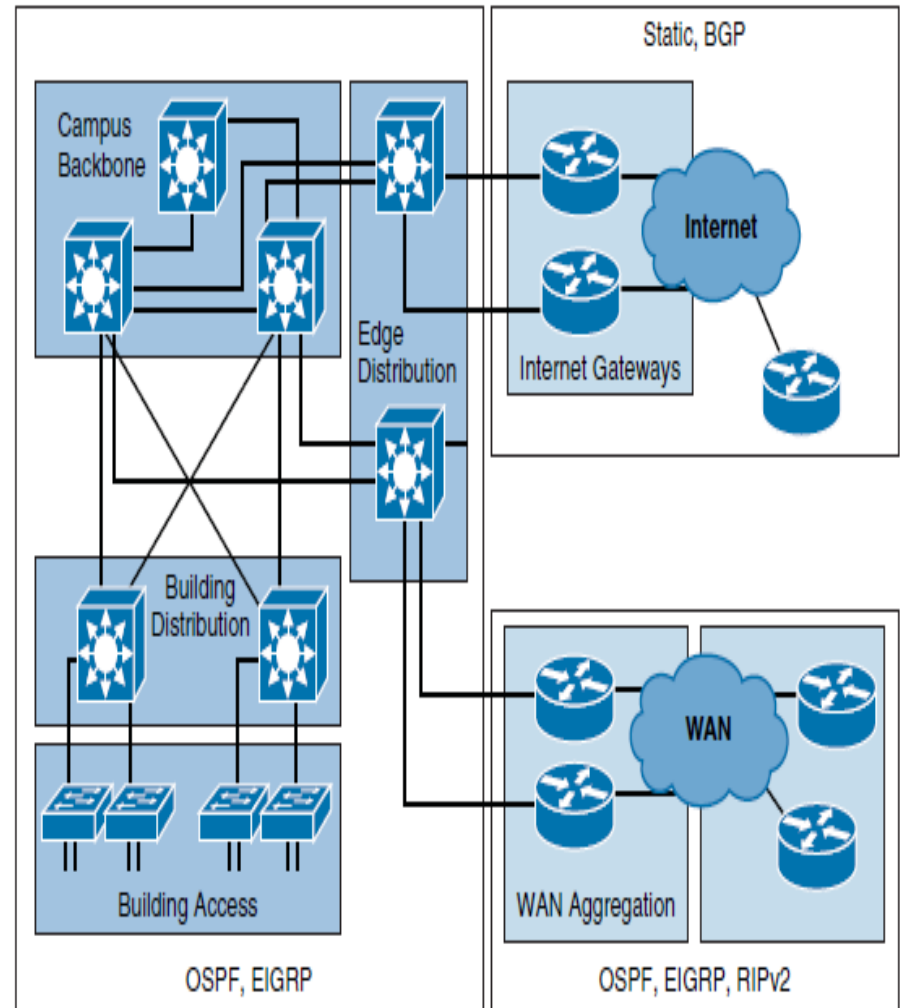 Static, BGP
Campus
Backbone
Internet
Edge
Distribution
Internet Gateways
Building
Distribution
WAN
Building Access
WAN Aggregation
OSPF, EIGRP
OSPF, EIGRP, RIPv2